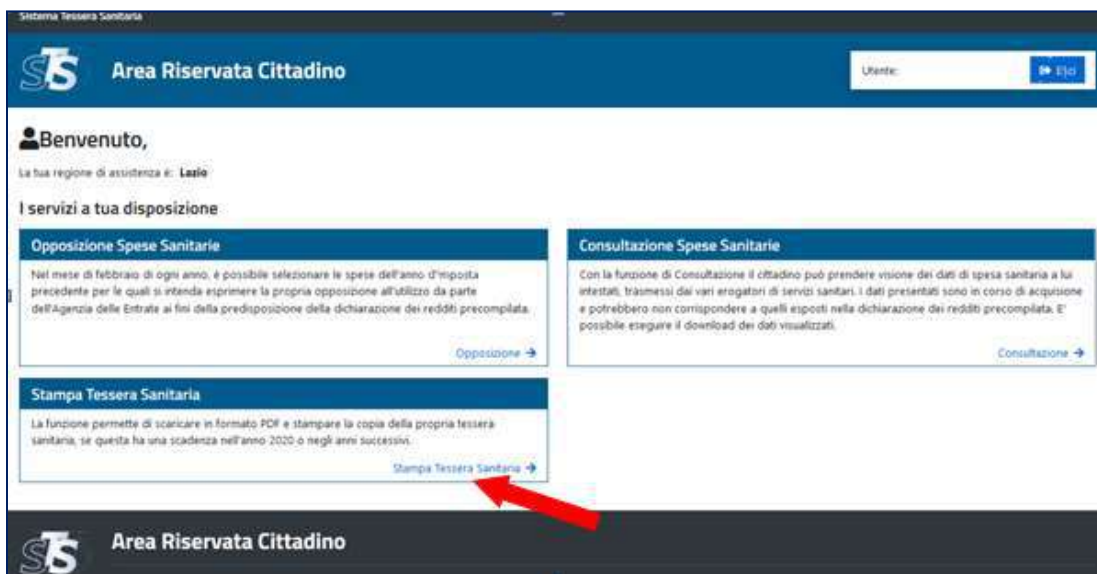 Sistema Tessera Sanitaria
TS Area Riservata Cittadino
Utente:
Esci
Benvenuto,
La tua regione di assistenza è: Lazio
I servizi a tua disposizione
Opposizione Spese Sanitarie
Nel mese di febbraio di ogni anno, è possibile selezionare le spese dell'anno d'imposta
precedente per le quali si intenda esprimere la propria opposizione all'utilizzo da parte
dell'Agenzia delle Entrate ai fini della predisposizione della dichiarazione dei redditi precompilata.
Opposizione →
Consultazione Spese Sanitarie
Con la funzione di Consultazione il cittadino può prendere visione dei dati di spesa sanitaria a lui
intestati, trasmessi dai vari erogatori di servizi sanitari. I dati presentati sono in corso di acquisizione
e potrebbero non corrispondere a quelli esposti nella dichiarazione dei redditi precompilata. E'
possibile eseguire il download dei dati visualizzati.
Consultazione →
Stampa Tessera Sanitaria
La funzione permette di scaricare in formato PDF e stampare la copia della propria tessera
sanitaria, se questa ha una scadenza nell'anno 2020 o negli anni successivi.
Stampa Tessera Sanitaria →
TS Area Riservata Cittadino